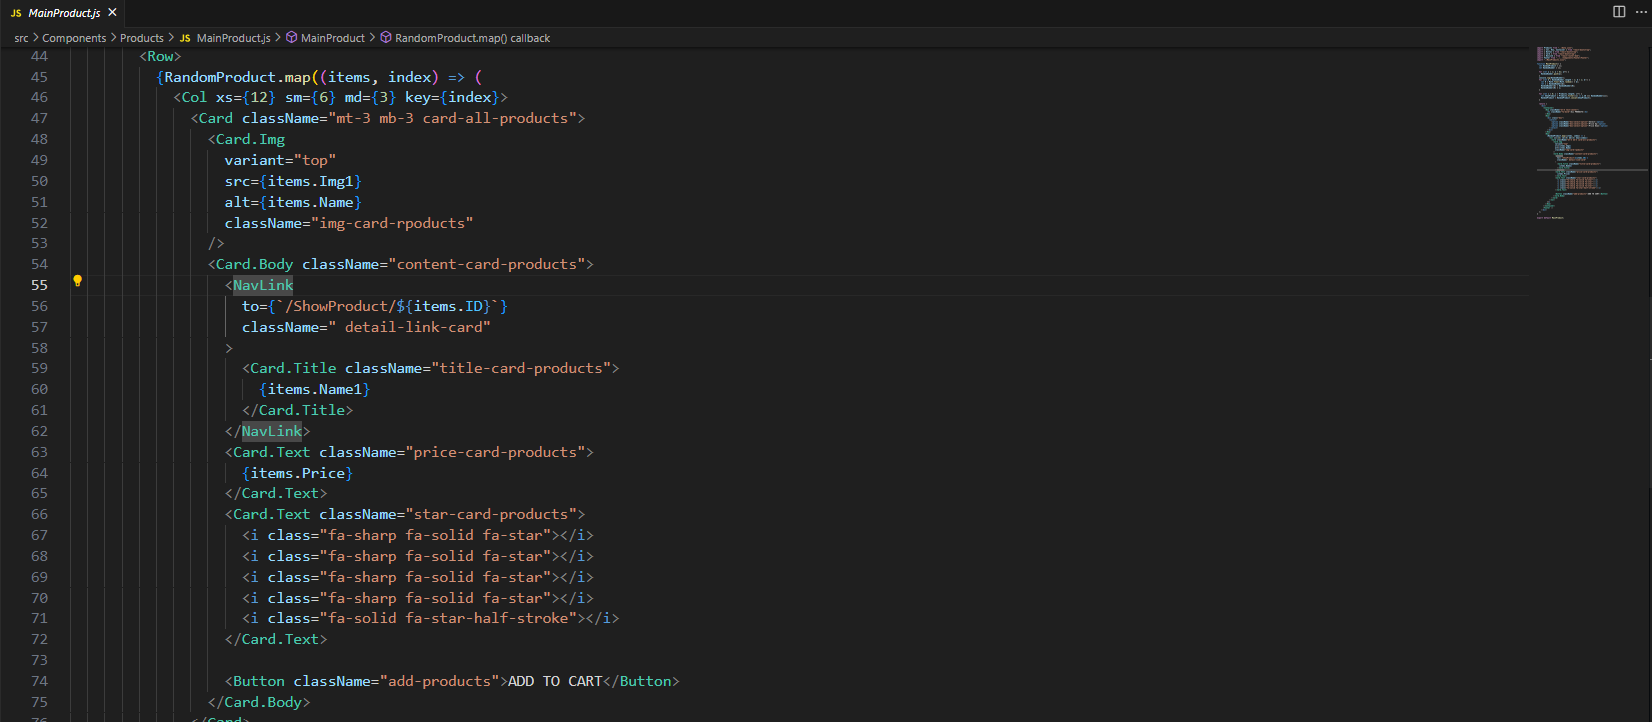 JS MainProduct.js ×
src > Components > Products > JS MainProduct.js > MainProduct > RandomProduct.map() callback
44 <Row>
45 {RandomProduct.map((items, index) => (
46 <Col xs={12} sm={6} md={3} key={index}>
47 <Card className="mt-3 mb-3 card-all-products">
48 <Card.Img
49 variant="top"
50 src={items.Img1}
51 alt={items.Name}
52 className="img-card-rpoducts"
53 />
54 <Card.Body className="content-card-products">
55 <NavLink
56 to={`/ShowProduct/${items.ID}`}
57 className=" detail-link-card"
58 >
59 <Card.Title className="title-card-products">
60 {items.Name1}
61 </Card.Title>
62 </NavLink>
63 <Card.Text className="price-card-products">
64 {items.Price}
65 </Card.Text>
66 <Card.Text className="star-card-products">
67 <i class="fa-sharp fa-solid fa-star"></i>
68 <i class="fa-sharp fa-solid fa-star"></i>
69 <i class="fa-sharp fa-solid fa-star"></i>
70 <i class="fa-sharp fa-solid fa-star"></i>
71 <i class="fa-solid fa-star-half-stroke"></i>
72 </Card.Text>
73
74 <Button className="add-products">ADD TO CART</Button>
75 </Card.Body>
76 </Card>